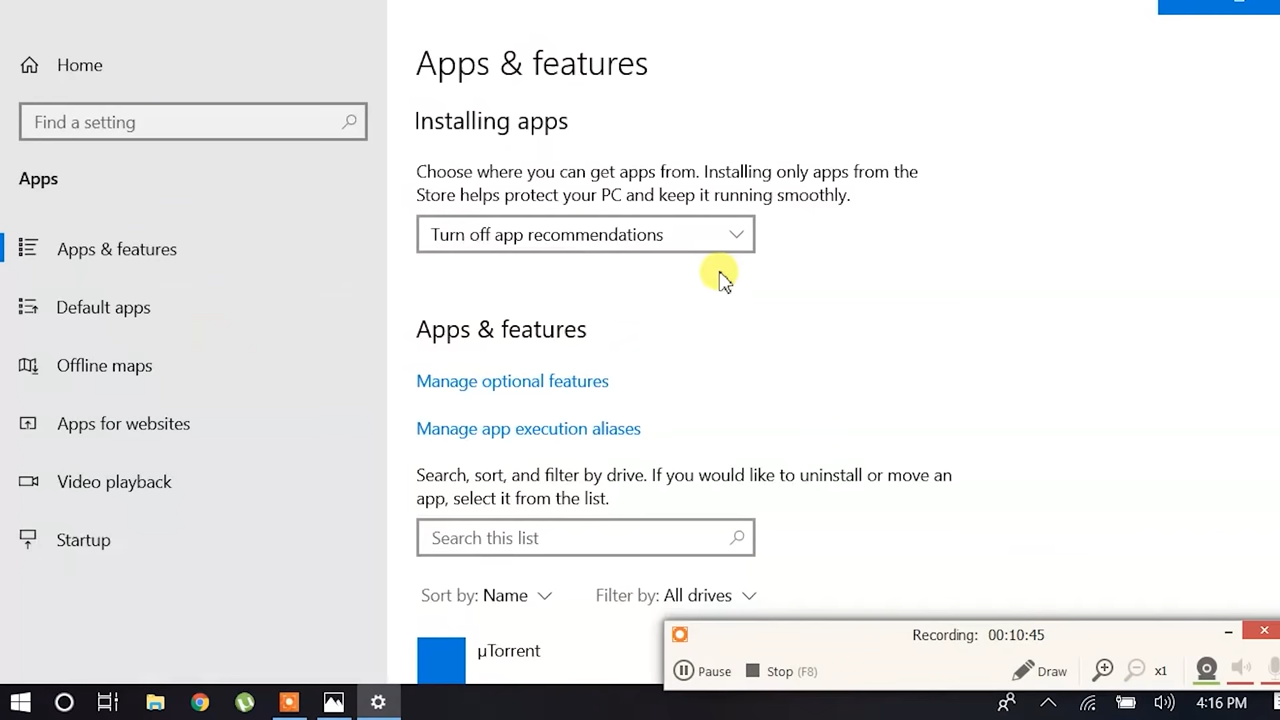 Home
Find a setting
Apps
Apps & features
Default apps
Offline maps
Apps for websites
Video playback
Startup
Apps & features
Installing apps
Choose where you can get apps from. Installing only apps from the
Store helps protect your PC and keep it running smoothly.
Turn off app recommendations
Apps & features
Manage optional features
Manage app execution aliases
Search, sort, and filter by drive. If you would like to uninstall or move an
app, select it from the list.
Search this list
Sort by: Name Filter by: All drives
µTorrent
Recording: 00:10:45
Pause Stop (F8) Draw x1
4:16 PM